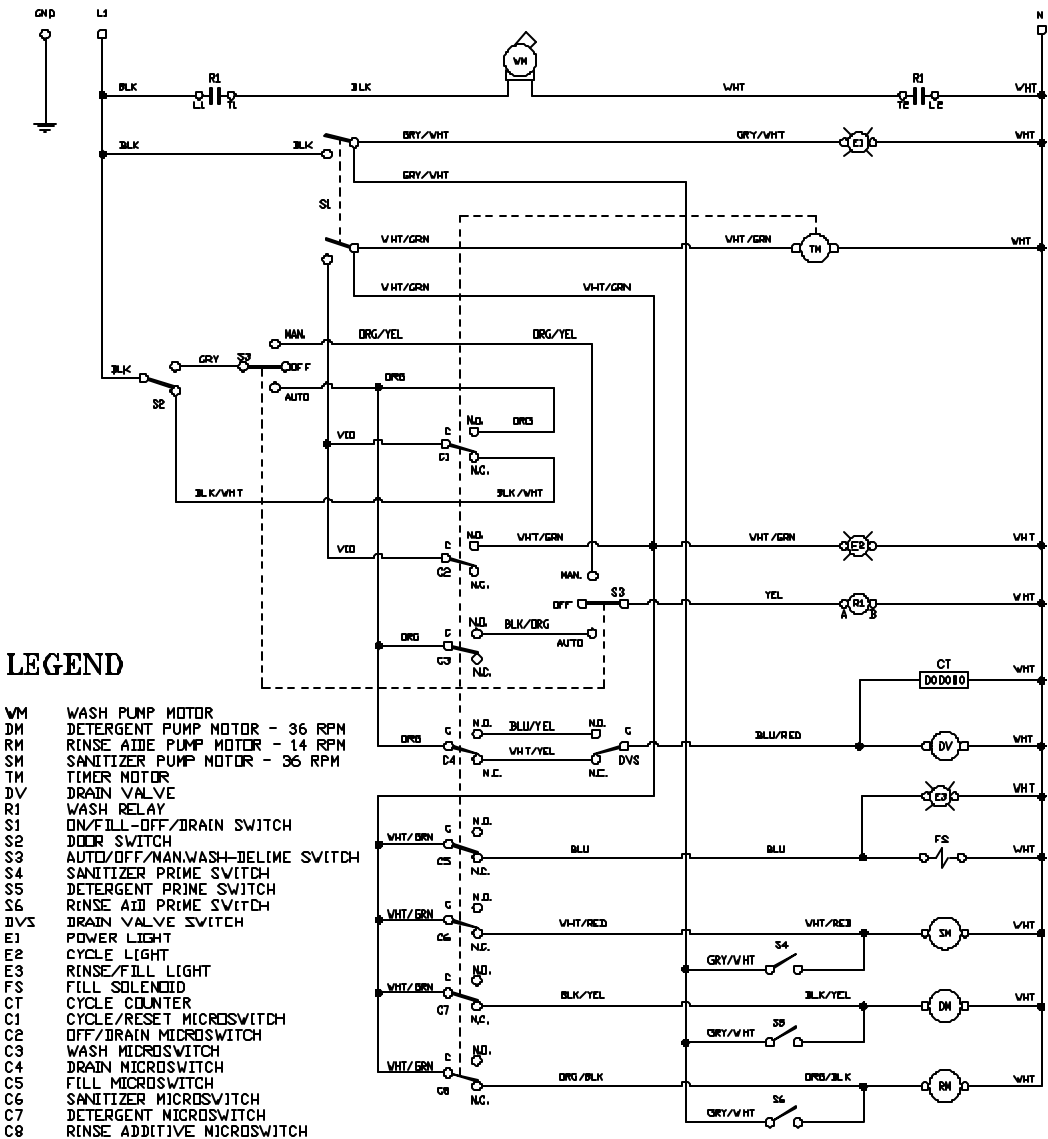 GND L1 N
WM
R1 R1
BLK BLK WHT WHT
L1 T1 T2 L2
GRY/WHT GRY/WHT WHT
BLK BLK E1
GRY/WHT
S1
WHT/GRN WHT/GRN WHT
TM
WHT/GRN WHT/GRN
MAN. ORG/YEL ORG/YEL
GRY S3 OFF
BLK ORG
S2 AUTO
N.O. ORG
VIO C
C1
N.C.
BLK/WHT BLK/WHT
N.O. WHT/GRN WHT/GRN WHT
VIO C E2
C2 MAN.
N.C.
S3 YEL WHT
OFF R1
A B
N.O. BLK/ORG
ORG C AUTO
C3
N.C.
CT WHT
LEGEND
N.O. BLU/YEL N.O.
ORG C C BLU/RED WHT
WHT/YEL DV
C4 N.C. N.C. DVS
WHT
E3
N.O.
WHT/GRN C FS
C5 BLU BLU WHT
N.C.
N.O.
WHT/GRN C WHT/RED WHT/RED WHT
C6 SM
N.C. S4
GRY/WHT
N.O.
WHT/GRN C BLK/YEL BLK/YEL WHT
C7 DM
N.C. S5
GRY/WHT
N.O.
WHT/GRN C ORG/BLK ORG/BLK WHT
C8 RM
N.C. S6
GRY/WHT
WM WASH PUMP MOTOR
DM DETERGENT PUMP MOTOR - 36 RPM
RM RINSE AIDE PUMP MOTOR - 14 RPM
SM SANITIZER PUMP MOTOR - 36 RPM
TM TIMER MOTOR
DV DRAIN VALVE
R1 WASH RELAY
S1 ON/FILL-OFF/DRAIN SWITCH
S2 DOOR SWITCH
S3 AUTO/OFF/MAN.WASH-DELIME SWITCH
S4 SANITIZER PRIME SWITCH
S5 DETERGENT PRIME SWITCH
S6 RINSE AID PRIME SWITCH
DVS DRAIN VALVE SWITCH
E1 POWER LIGHT
E2 CYCLE LIGHT
E3 RINSE/FILL LIGHT
FS FILL SOLENOID
CT CYCLE COUNTER
C1 CYCLE/RESET MICROSWITCH
C2 OFF/DRAIN MICROSWITCH
C3 WASH MICROSWITCH
C4 DRAIN MICROSWITCH
C5 FILL MICROSWITCH
C6 SANITIZER MICROSWITCH
C7 DETERGENT MICROSWITCH
C8 RINSE ADDITIVE MICROSWITCH